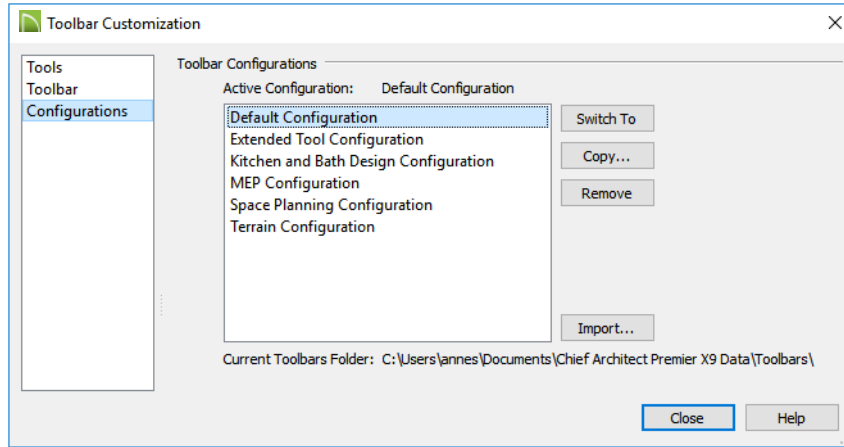 Toolbar Customization
Tools
Toolbar
Configurations
Toolbar Configurations
Active Configuration: Default Configuration
Default Configuration
Extended Tool Configuration
Kitchen and Bath Design Configuration
MEP Configuration
Space Planning Configuration
Terrain Configuration
Switch To
Copy...
Remove
Import...
Current Toolbars Folder: C:\Users\annes\Documents\Chief Architect Premier X9 Data\Toolbars\
Close Help